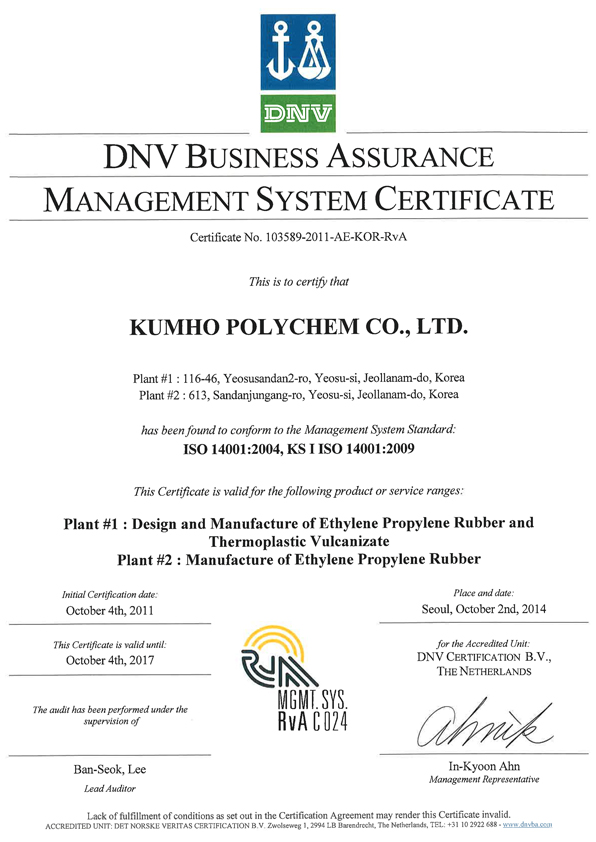 DNV
DNV BUSINESS ASSURANCE
MANAGEMENT SYSTEM CERTIFICATE
Certificate No. 103589-2011-AE-KOR-RvA
This is to certify that
KUMHO POLYCHEM CO., LTD.
Plant #1 : 116-46, Yeosusandan2-ro, Yeosu-si, Jeollanam-do, Korea
Plant #2 : 613, Sandanjungang-ro, Yeosu-si, Jeollanam-do, Korea
has been found to conform to the Management System Standard:
ISO 14001:2004, KS I ISO 14001:2009
This Certificate is valid for the following product or service ranges:
Plant #1 : Design and Manufacture of Ethylene Propylene Rubber and
Thermoplastic Vulcanizate
Plant #2 : Manufacture of Ethylene Propylene Rubber
Initial Certification date:
October 4th, 2011
This Certificate is valid until:
October 4th, 2017
The audit has been performed under the
supervision of
Ban-Seok, Lee
Lead Auditor
RvA
MGMT. SYS.
RvA C 024
Place and date:
Seoul, October 2nd, 2014
for the Accredited Unit:
DNV CERTIFICATION B.V.,
THE NETHERLANDS
Ahnik
In-Kyoon Ahn
Management Representative
Lack of fulfillment of conditions as set out in the Certification Agreement may render this Certificate invalid.
ACCREDITED UNIT: DET NORSKE VERITAS CERTIFICATION B.V. Zwolseweg 1, 2994 LB Barendrecht, The Netherlands, TEL: +31 10 2922 688 - www.dnvba.com